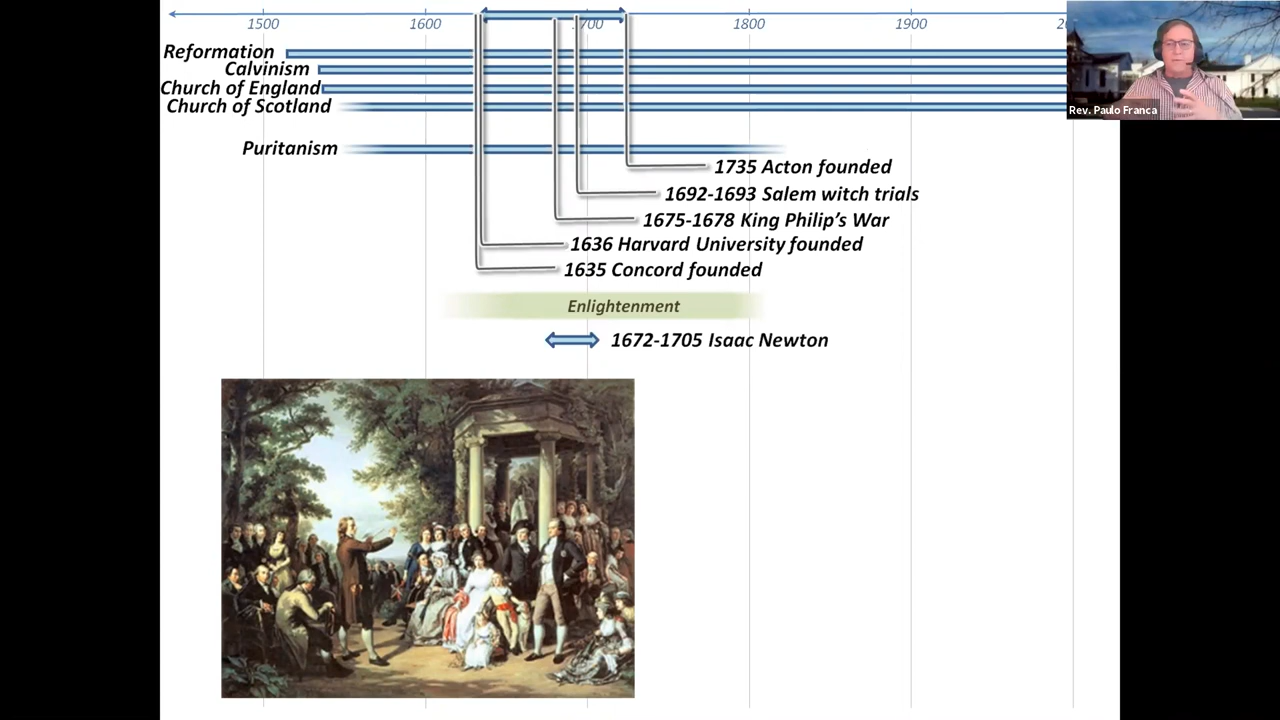 1500 1600 1700 1800 1900
Reformation
Calvinism
Church of England
Church of Scotland
Rev. Paulo Franca
Puritanism
1735 Acton founded
1692-1693 Salem witch trials
1675-1678 King Philip's War
1636 Harvard University founded
1635 Concord founded
Enlightenment
1672-1705 Isaac Newton